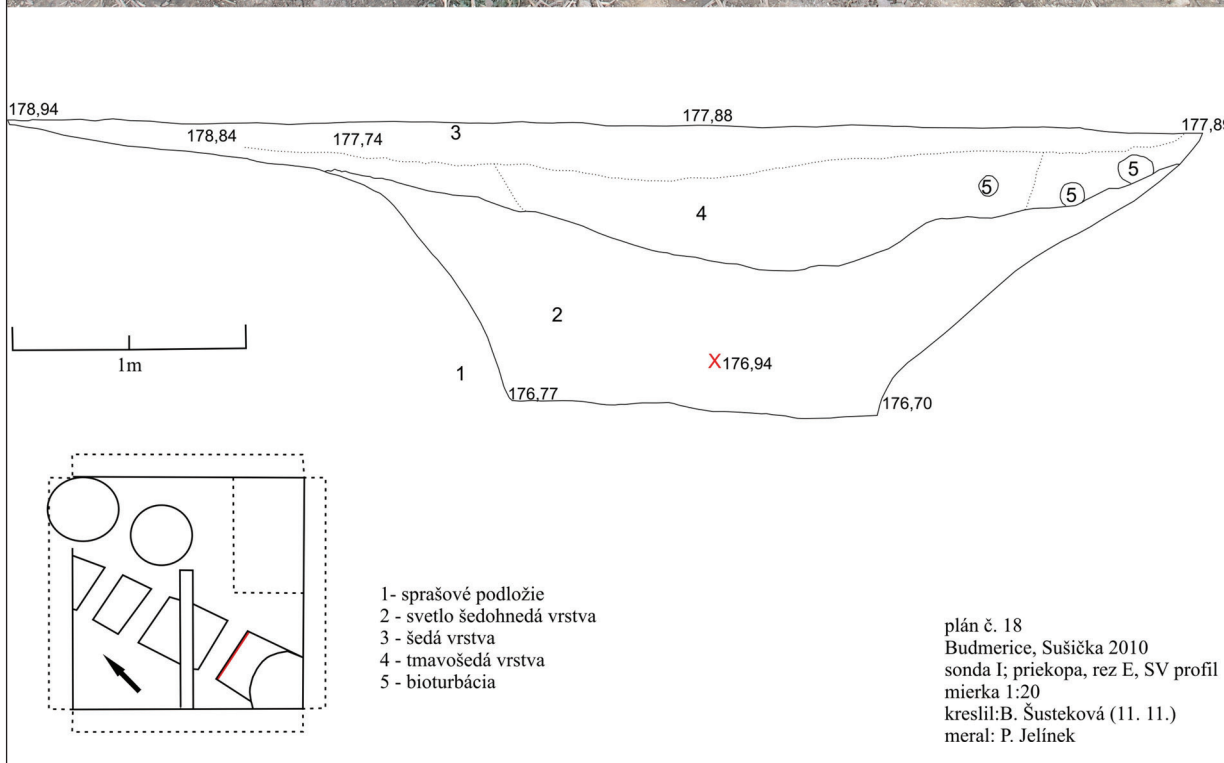 178,94
178,84
177,74
3
177,88
177,89
5
5
5
4
2
X176,94
1m
1
176,77
176,70
1- sprašové podložie
2 - svetlo šedohnedá vrstva
3 - šedá vrstva
4 - tmavošedá vrstva
5 - bioturbácia
plán č. 18
Budmerice, Sušička 2010
sonda I; priekopa, rez E, SV profil
mierka 1:20
kreslil:B. Šusteková (11. 11.)
meral: P. Jelínek